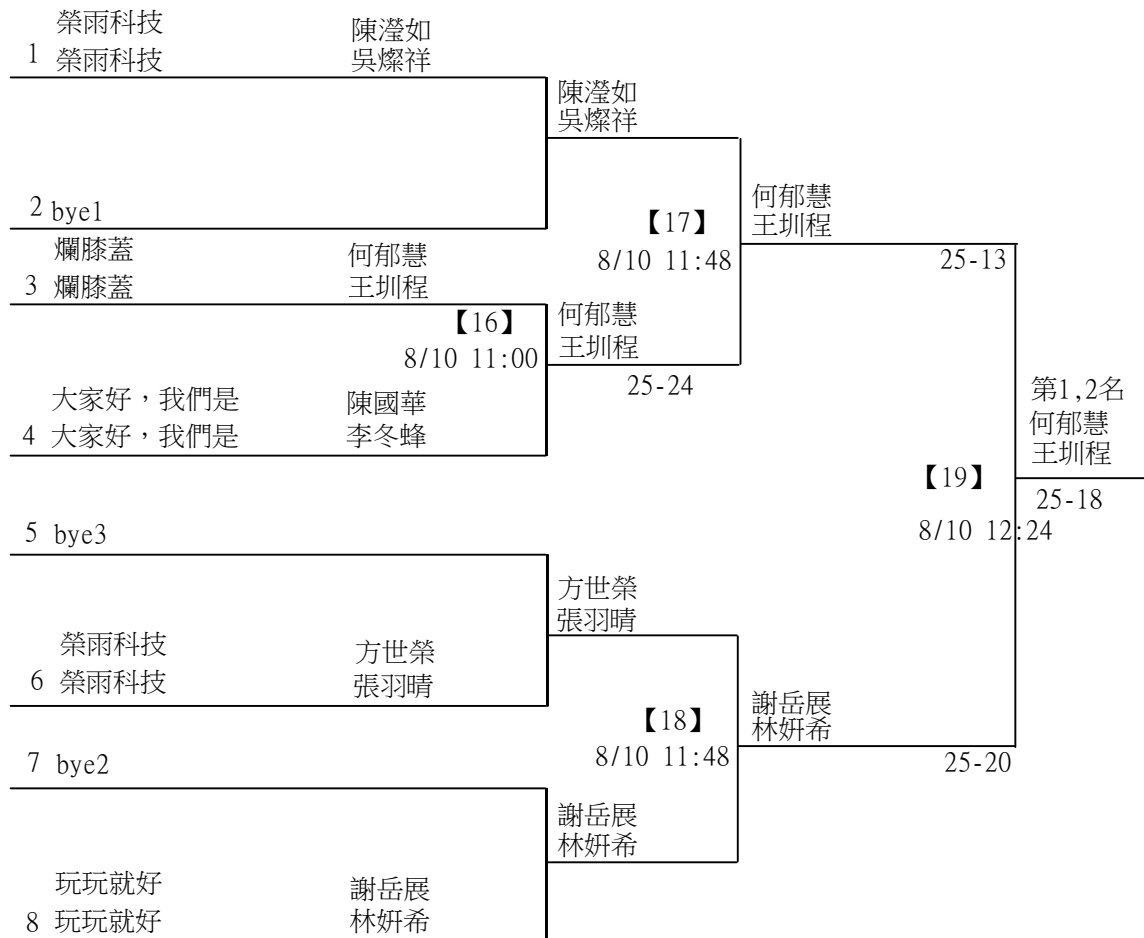 榮雨科技 陳瀅如
1 榮雨科技 吳燦祥
陳瀅如
吳燦祥
2 bye1
何郁慧
王圳程
【17】
8/10 11:48
25-13
爛膝蓋 何郁慧
3 爛膝蓋 王圳程
【16】
8/10 11:00
何郁慧
王圳程
25-24
大家好，我們是 陳國華
4 大家好，我們是 李冬蜂
第1,2名
何郁慧
王圳程
【19】
25-18
8/10 12:24
5 bye3
方世榮
張羽晴
榮雨科技 方世榮
6 榮雨科技 張羽晴
【18】
8/10 11:48
謝岳展
林妍希
25-20
7 bye2
謝岳展
林妍希
玩玩就好 謝岳展
8 玩玩就好 林妍希